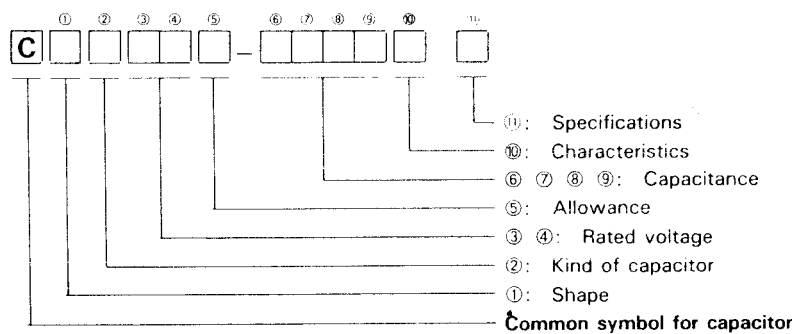 ① ② ③ ④ ⑤ ⑥ ⑦ ⑧ ⑨ ⑩ ⑪
C –
⑪: Specifications
⑩: Characteristics
⑥ ⑦ ⑧ ⑨: Capacitance
⑤: Allowance
③ ④: Rated voltage
②: Kind of capacitor
①: Shape
Common symbol for capacitor